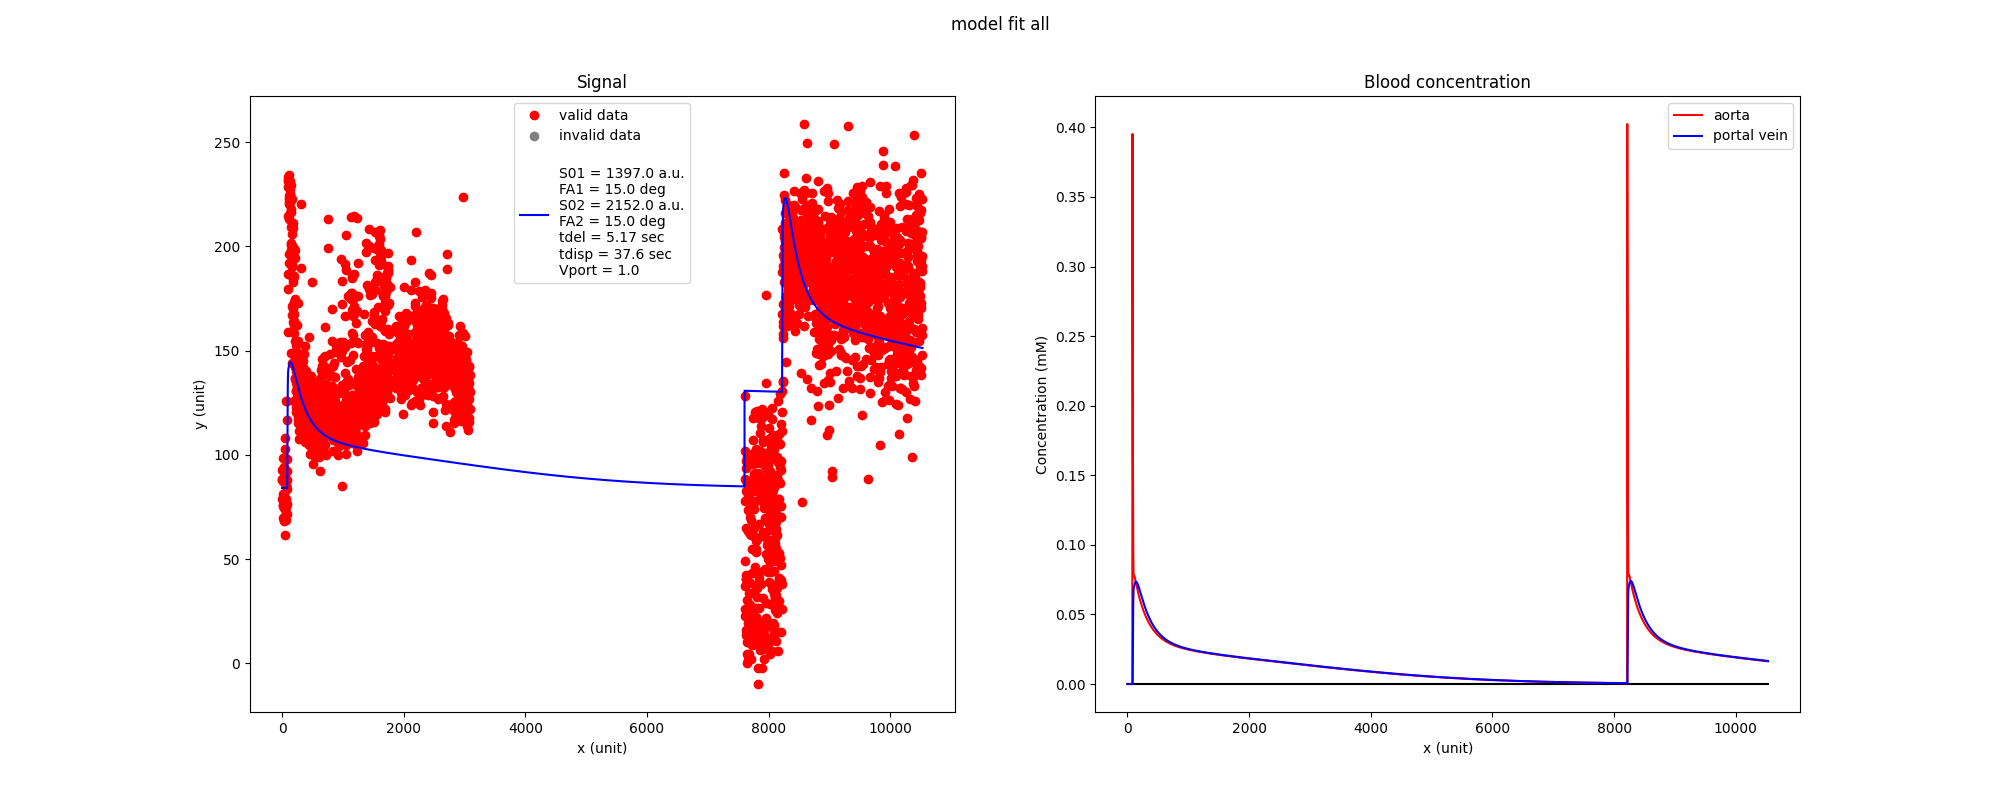 model fit all
Signal
y (unit)
250
200
150
100
50
0
valid data
invalid data
S01 = 1397.0 a.u.
FA1 = 15.0 deg
S02 = 2152.0 a.u.
FA2 = 15.0 deg
tdel = 5.17 sec
tdisp = 37.6 sec
Vport = 1.0
0 2000 4000 6000 8000 10000
x (unit)
Blood concentration
Concentration (mM)
0.40
0.35
0.30
0.25
0.20
0.15
0.10
0.05
0.00
aorta
portal vein
0 2000 4000 6000 8000 10000
x (unit)